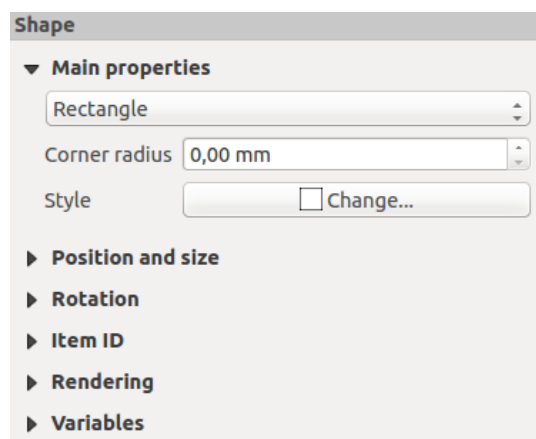 Shape
Main properties
Rectangle
Corner radius 0,00 mm
Style Change...
Position and size
Rotation
Item ID
Rendering
Variables